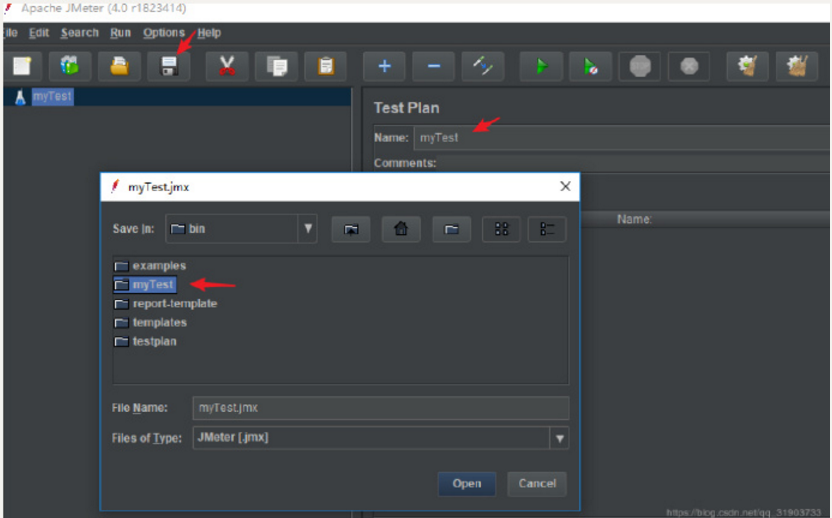 Apache JMeter (4.0 r1823414)
File Edit Search Run Options Help
myTest
Test Plan
Name: myTest
Comments:
Name:
myTest.jmx
Save In: bin
examples
myTest
report-template
templates
testplan
File Name: myTest.jmx
Files of Type: JMeter [.jmx]
Open Cancel
https://blog.csdn.net/qq_31903733